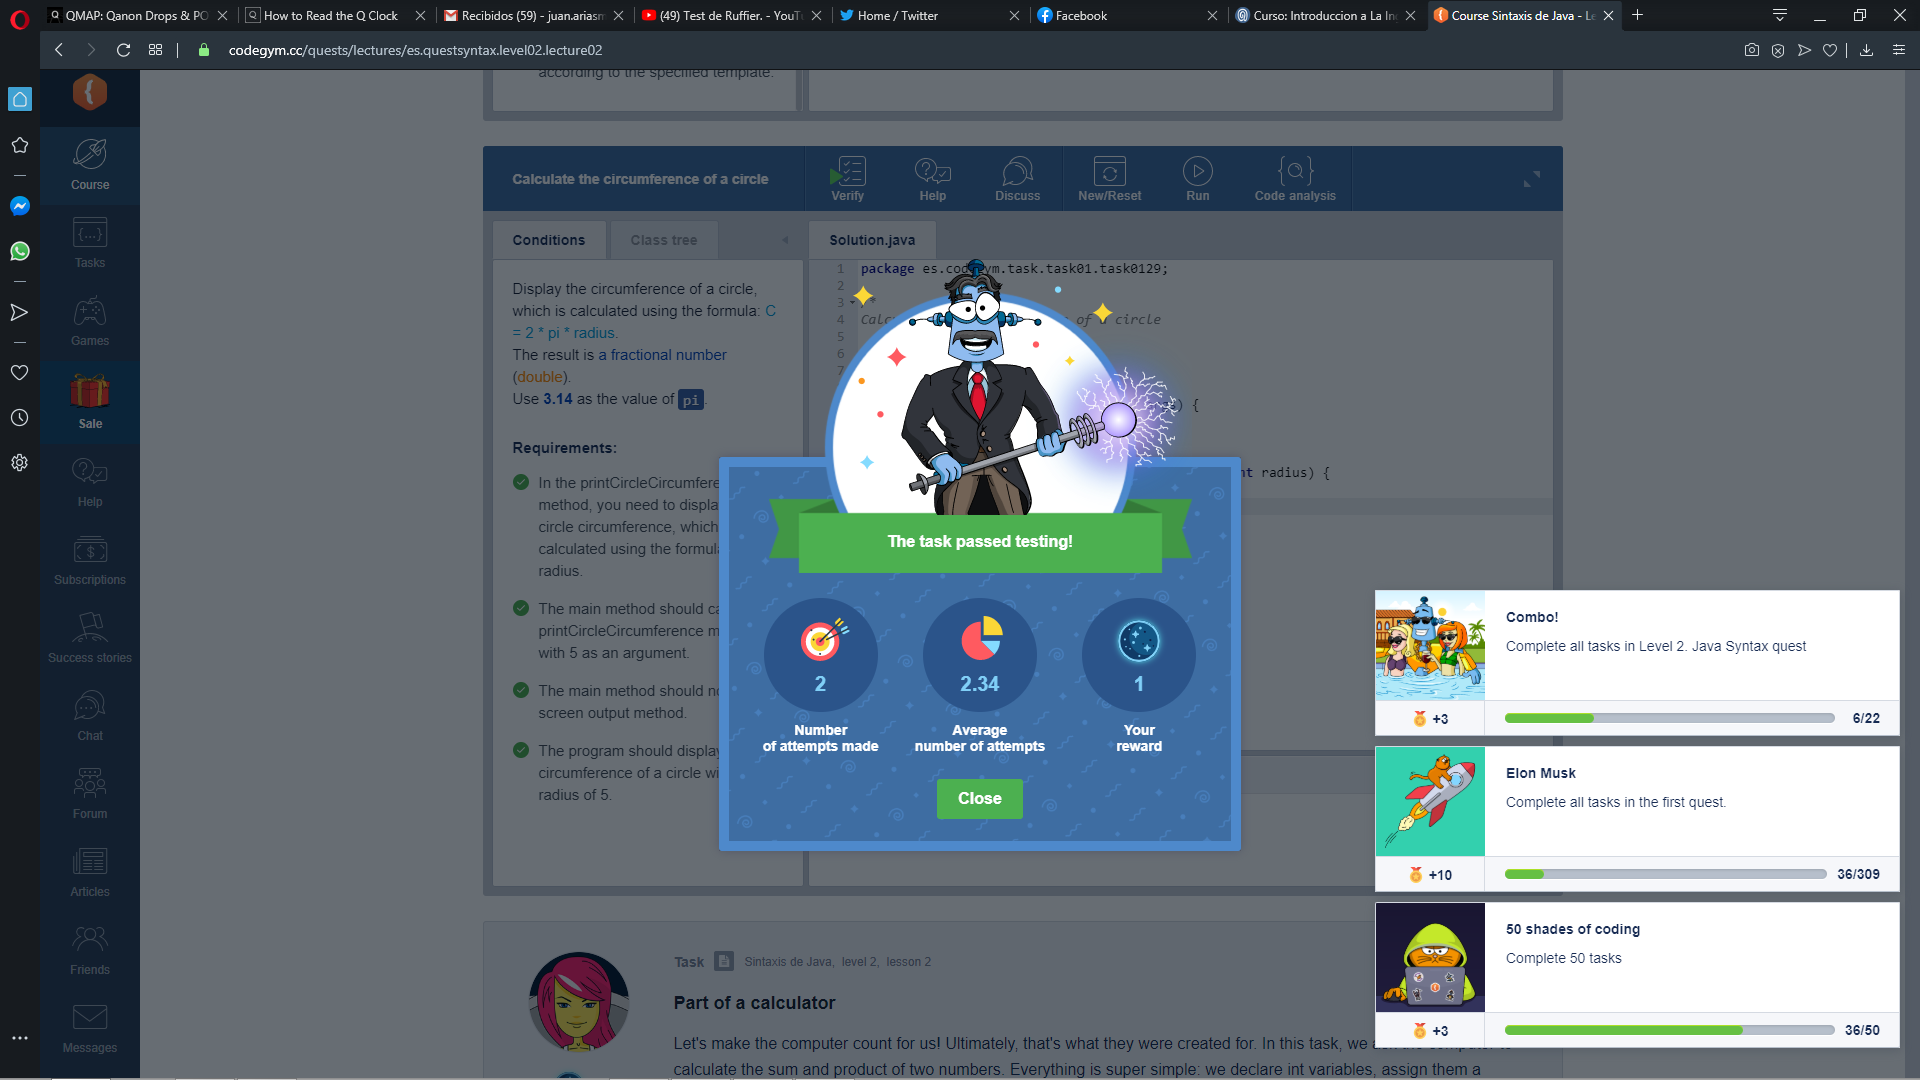 QMAP: Qanon Drops & PO
How to Read the Q Clock
Recibidos (59) - juan.ariasm
(49) Test de Ruffier. - YouT
Home / Twitter
Facebook
Curso: Introduccion a La In
Course Sintaxis de Java - Le
codegym.cc/quests/lectures/es.questsyntax.level02.lecture02
according to the specified template.
Course
Tasks
Games
Sale
Help
Subscriptions
Success stories
Chat
Forum
Articles
Friends
Messages
Calculate the circumference of a circle
Verify
Help
Discuss
New/Reset
Run
Code analysis
Conditions
Class tree
Solution.java
Display the circumference of a circle,
which is calculated using the formula: C
= 2 * pi * radius.
The result is a fractional number
(double).
Use 3.14 as the value of pi.
Requirements:
In the printCircleCircumfere
method, you need to displa
circle circumference, which
calculated using the formul
radius.
The main method should ca
printCircleCircumference m
with 5 as an argument.
The main method should no
screen output method.
The program should display
circumference of a circle wi
radius of 5.
1 package es.codegym.task.task01.task0129;
2
3
4 Calc of a circle
5
6
7
) {
nt radius) {
The task passed testing!
2
Number
of attempts made
2.34
Average
number of attempts
1
Your
reward
Close
Combo!
Complete all tasks in Level 2. Java Syntax quest
+3
6/22
Elon Musk
Complete all tasks in the first quest.
+10
36/309
50 shades of coding
Complete 50 tasks
+3
36/50
Task Sintaxis de Java, level 2, lesson 2
Part of a calculator
Let's make the computer count for us! Ultimately, that's what they were created for. In this task, we
calculate the sum and product of two numbers. Everything is super simple: we declare int variables, assign them a